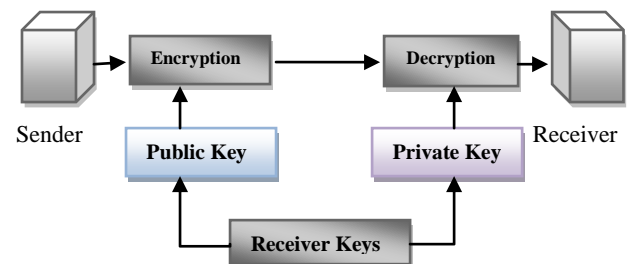 Encryption
Decryption
Sender
Receiver
Public Key
Private Key
Receiver Keys